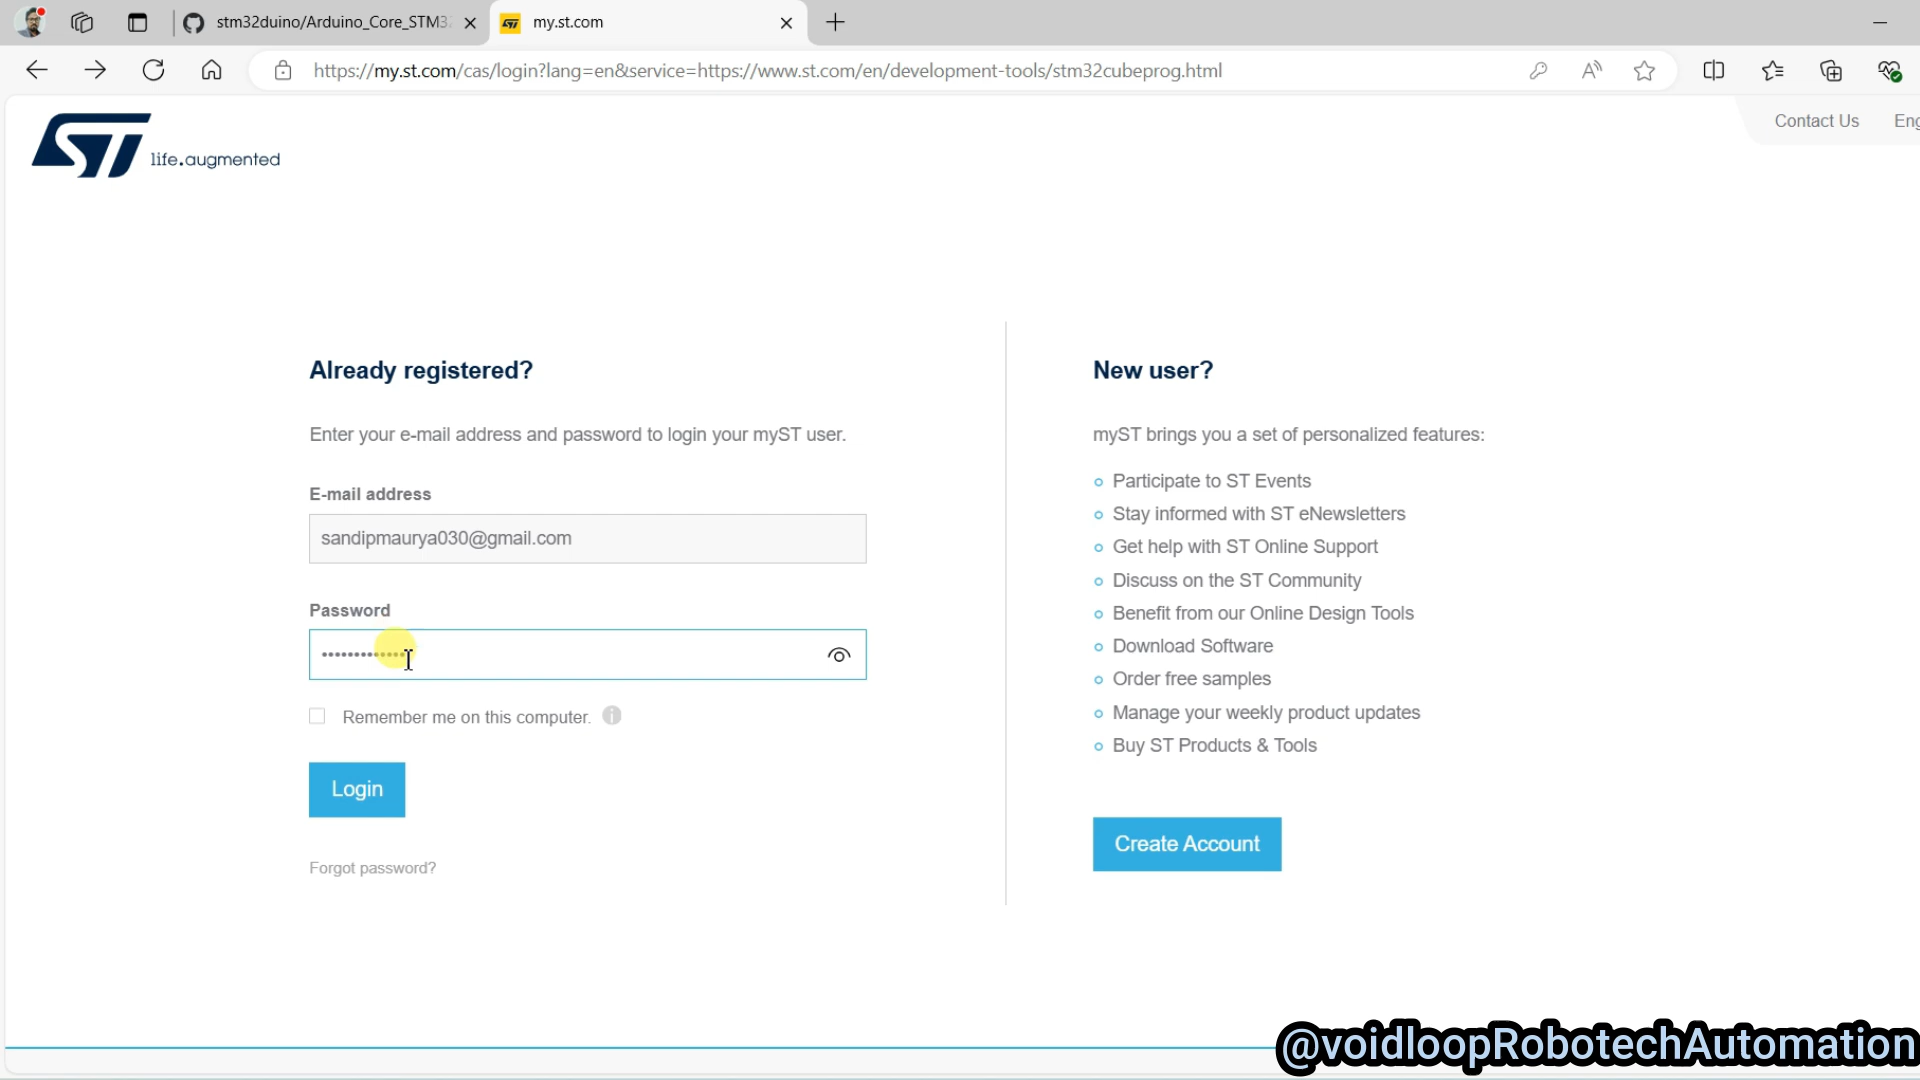 stm32duino/Arduino_Core_STM3
my.st.com
https://my.st.com/cas/login?lang=en&service=https://www.st.com/en/development-tools/stm32cubeprog.html
Contact Us
Eng
ST
life.augmented
Already registered?
Enter your e-mail address and password to login your myST user.
E-mail address
sandipmaurya030@gmail.com
Password
Remember me on this computer.
Login
Forgot password?
New user?
myST brings you a set of personalized features:
Participate to ST Events
Stay informed with ST eNewsletters
Get help with ST Online Support
Discuss on the ST Community
Benefit from our Online Design Tools
Download Software
Order free samples
Manage your weekly product updates
Buy ST Products & Tools
Create Account
@voidloopRobotechAutomation